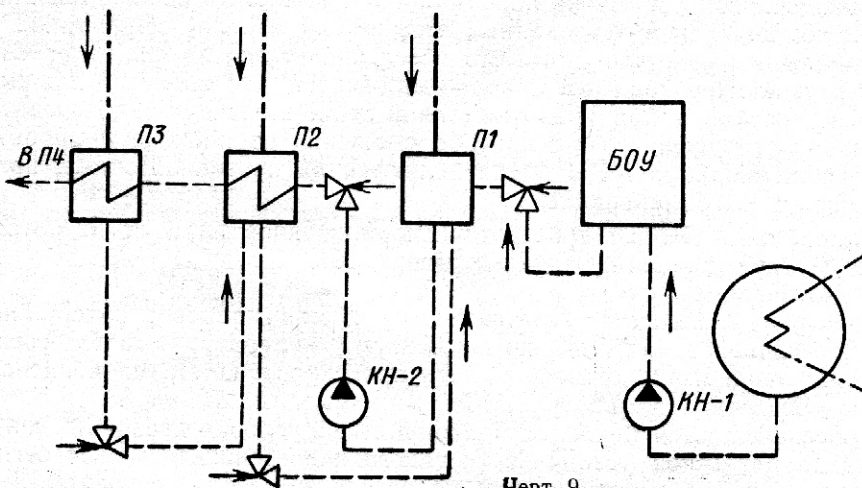 П3
П2
П1
В П4
БОУ
КН-2
КН-1
Черт. 9